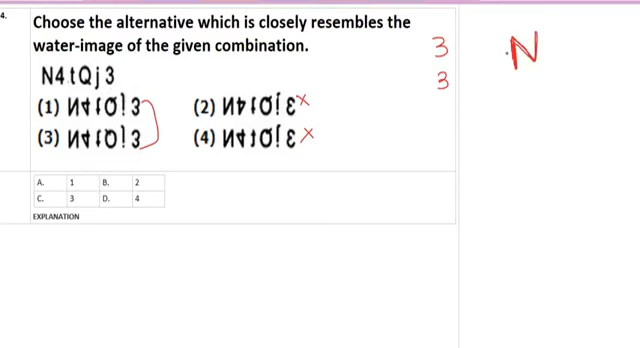 4.
Choose the alternative which is closely resembles the
water-image of the given combination.
N4tQj3
(1)
(2)
(3)
(4)
A. 1 B. 2
C. 3 D. 4
EXPLANATION
3
3
N